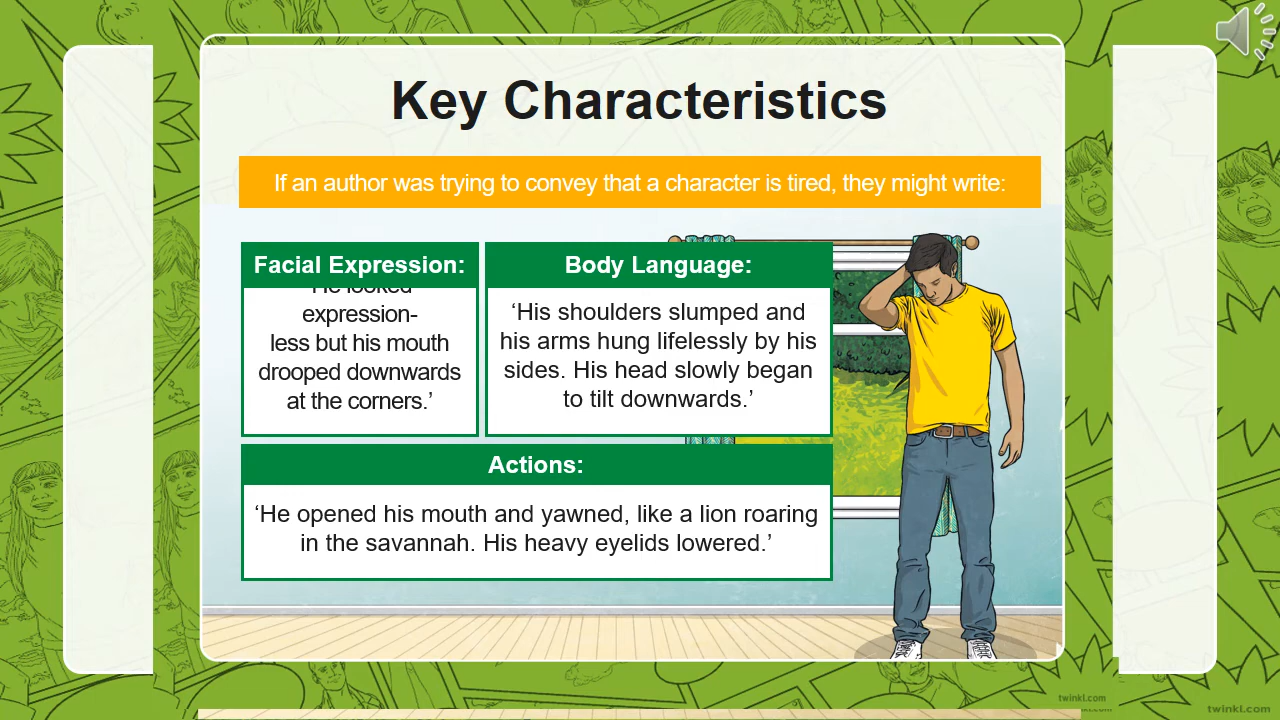 Key Characteristics
If an author was trying to convey that a character is tired, they might write:
Facial Expression:
‘He looked
expression-
less but his mouth
drooped downwards
at the corners.’
Body Language:
‘His shoulders slumped and
his arms hung lifelessly by his
sides. His head slowly began
to tilt downwards.’
Actions:
‘He opened his mouth and yawned, like a lion roaring
in the savannah. His heavy eyelids lowered.’
twinkl.com
twinkl.com